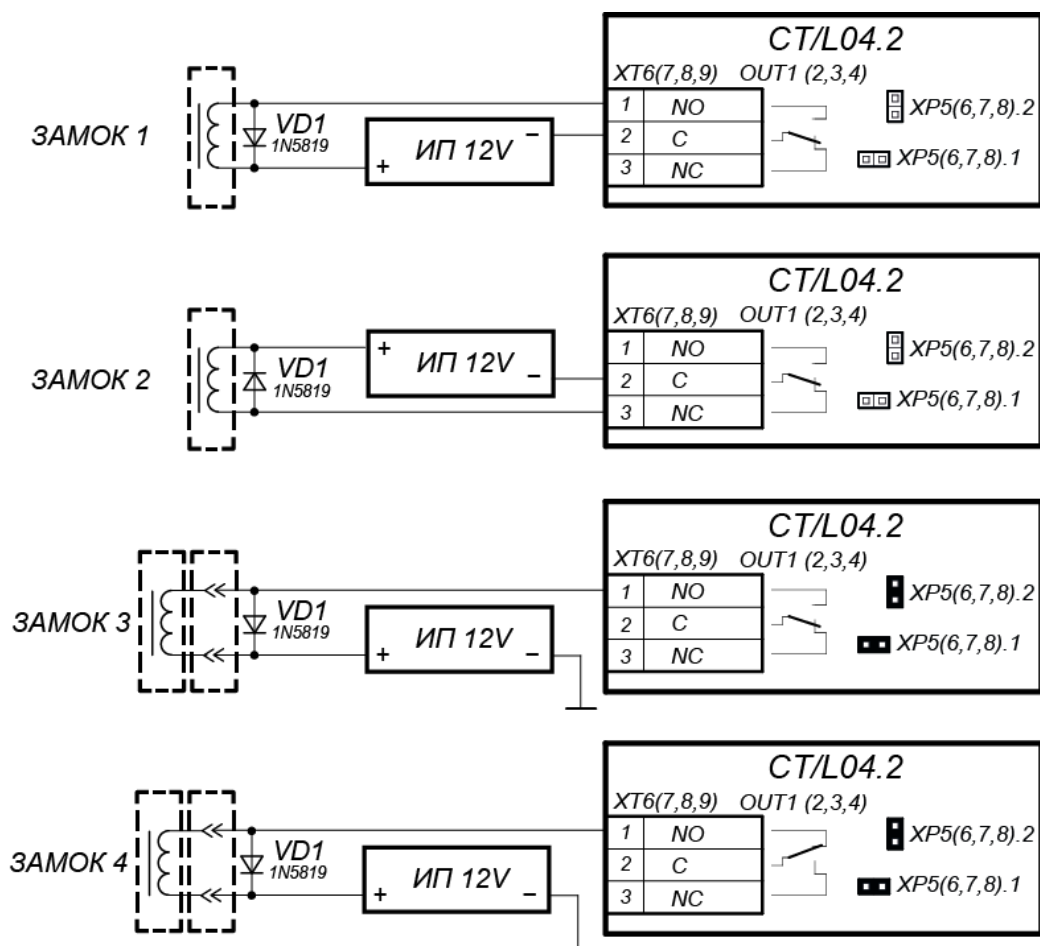 CT/L04.2
XT6(7,8,9) OUT1 (2,3,4)
1 NO
2 C
3 NC
XP5(6,7,8).2
XP5(6,7,8).1
ЗАМОК 1
VD1
1N5819
+ ИП 12V −
CT/L04.2
XT6(7,8,9) OUT1 (2,3,4)
1 NO
2 C
3 NC
XP5(6,7,8).2
XP5(6,7,8).1
ЗАМОК 2
VD1
1N5819
+ ИП 12V −
CT/L04.2
XT6(7,8,9) OUT1 (2,3,4)
1 NO
2 C
3 NC
XP5(6,7,8).2
XP5(6,7,8).1
ЗАМОК 3
VD1
1N5819
+ ИП 12V −
CT/L04.2
XT6(7,8,9) OUT1 (2,3,4)
1 NO
2 C
3 NC
XP5(6,7,8).2
XP5(6,7,8).1
ЗАМОК 4
VD1
1N5819
+ ИП 12V −